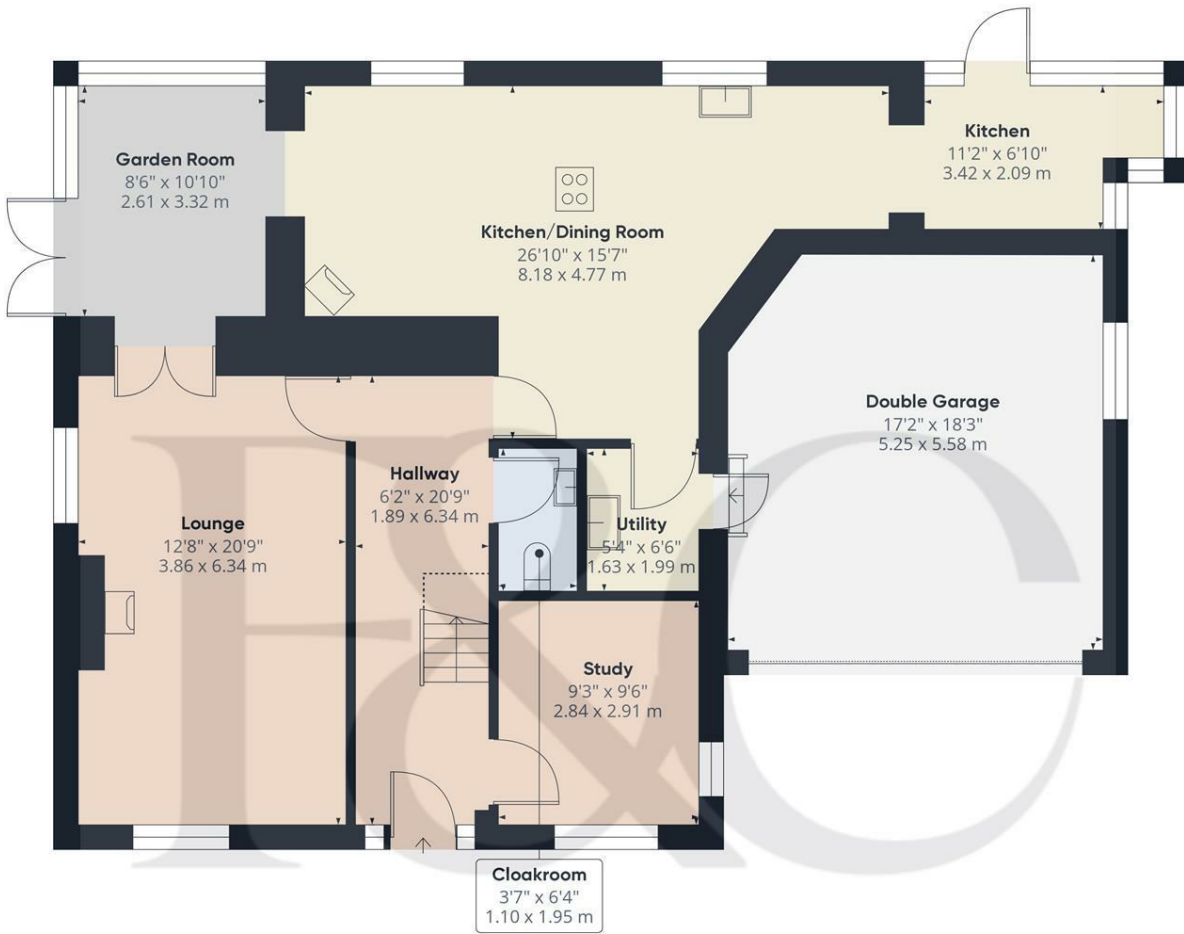 Garden Room
8'6" x 10'10"
2.61 x 3.32 m
Kitchen
11'2" x 6'10"
3.42 x 2.09 m
Kitchen/Dining Room
26'10" x 15'7"
8.18 x 4.77 m
Double Garage
17'2" x 18'3"
5.25 x 5.58 m
Hallway
6'2" x 20'9"
1.89 x 6.34 m
Lounge
12'8" x 20'9"
3.86 x 6.34 m
Utility
5'4" x 6'6"
1.63 x 1.99 m
Study
9'3" x 9'6"
2.84 x 2.91 m
Cloakroom
3'7" x 6'4"
1.10 x 1.95 m
F&C